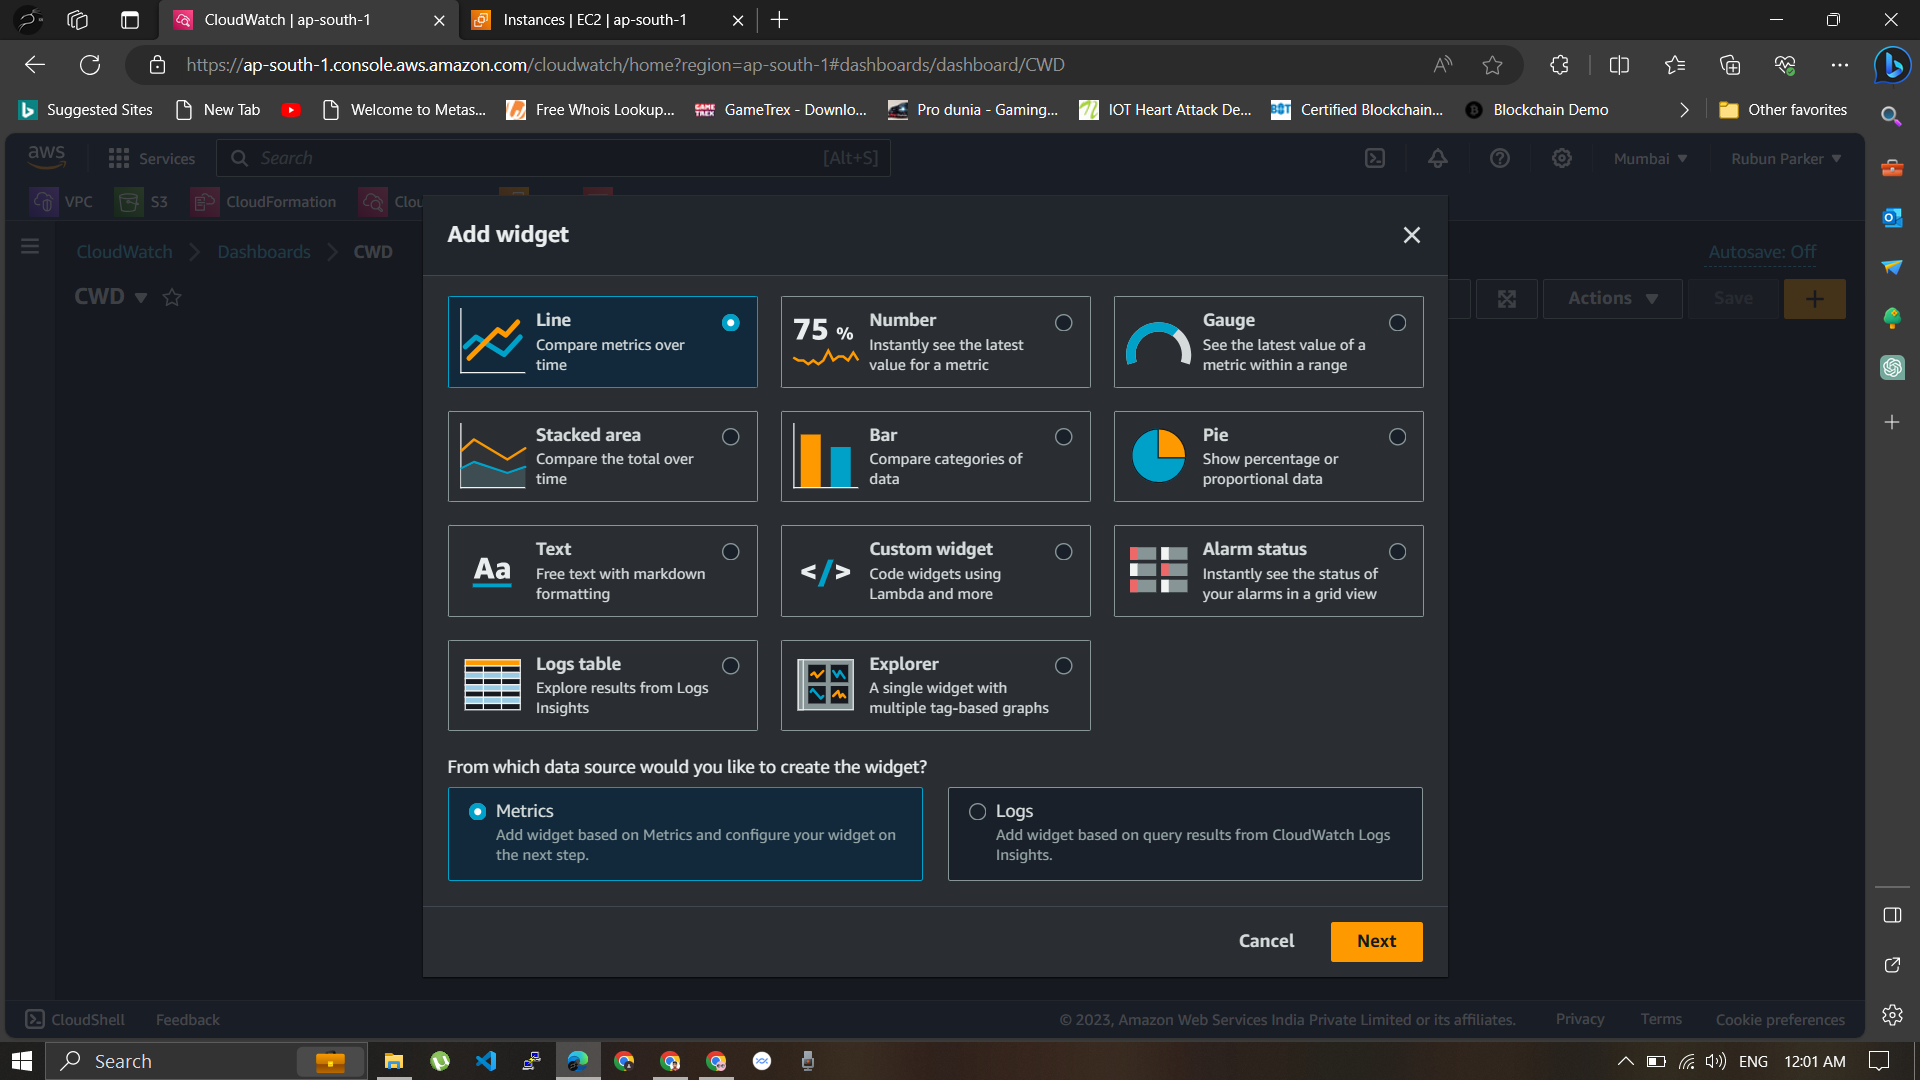 CloudWatch | ap-south-1
Instances | EC2 | ap-south-1
https://ap-south-1.console.aws.amazon.com/cloudwatch/home?region=ap-south-1#dashboards/dashboard/CWD
Suggested Sites
New Tab
Welcome to Metas...
Free Whois Lookup...
GameTrex - Downlo...
Pro dunia - Gaming...
IOT Heart Attack De...
Certified Blockchain...
Blockchain Demo
Other favorites
aws
Services
Search
[Alt+S]
Mumbai
Rubun Parker
VPC
S3
CloudFormation
Clou
CloudWatch
Dashboards
CWD
Autosave: Off
CWD
Actions
Save
Add widget
Line
Compare metrics over
time
75 %
Number
Instantly see the latest
value for a metric
Gauge
See the latest value of a
metric within a range
Stacked area
Compare the total over
time
Bar
Compare categories of
data
Pie
Show percentage or
proportional data
Aa
Text
Free text with markdown
formatting
</>
Custom widget
Code widgets using
Lambda and more
Alarm status
Instantly see the status of
your alarms in a grid view
Logs table
Explore results from Logs
Insights
Explorer
A single widget with
multiple tag-based graphs
From which data source would you like to create the widget?
Metrics
Add widget based on Metrics and configure your widget on
the next step.
Logs
Add widget based on query results from CloudWatch Logs
Insights.
Cancel
Next
CloudShell
Feedback
© 2023, Amazon Web Services India Private Limited or its affiliates.
Privacy
Terms
Cookie preferences
Search
ENG
12:01 AM